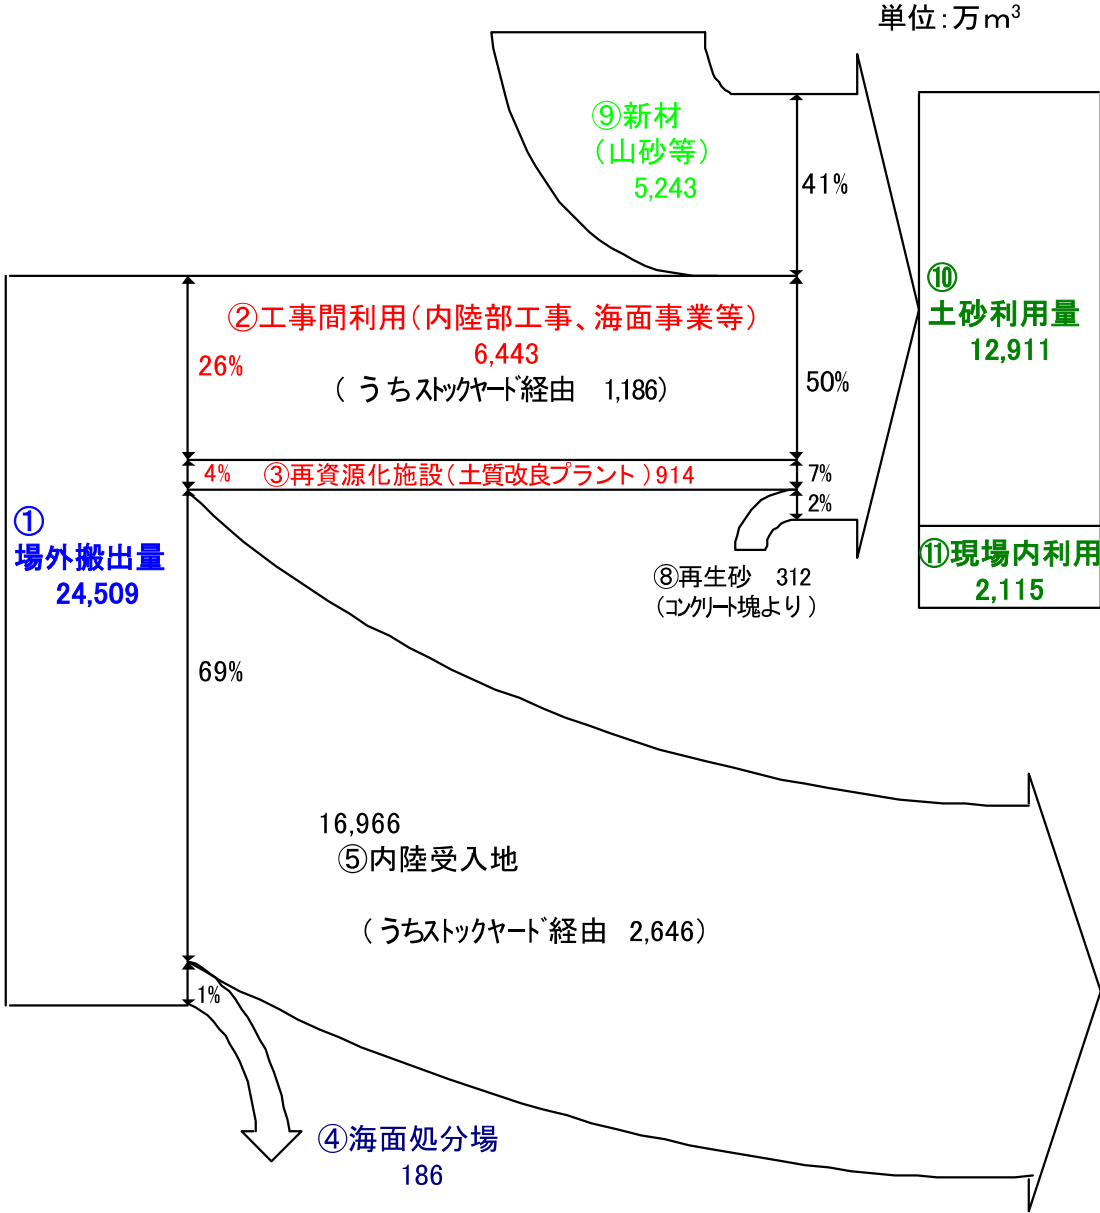 単位：万ｍ³
⑨新材
（山砂等）
5,243
41%
⑩
土砂利用量
12,911
②工事間利用（内陸部工事、海面事業等）
6,443
（うちｽﾄｯｸﾔｰﾄﾞ経由　1,186）
26%
50%
4%
③再資源化施設（土質改良プラント）914
7%
2%
①
場外搬出量
24,509
⑧再生砂　312
（ｺﾝｸﾘｰﾄ塊より）
⑪現場内利用
2,115
69%
16,966
⑤内陸受入地
（うちｽﾄｯｸﾔｰﾄﾞ経由　2,646）
1%
④海面処分場
186